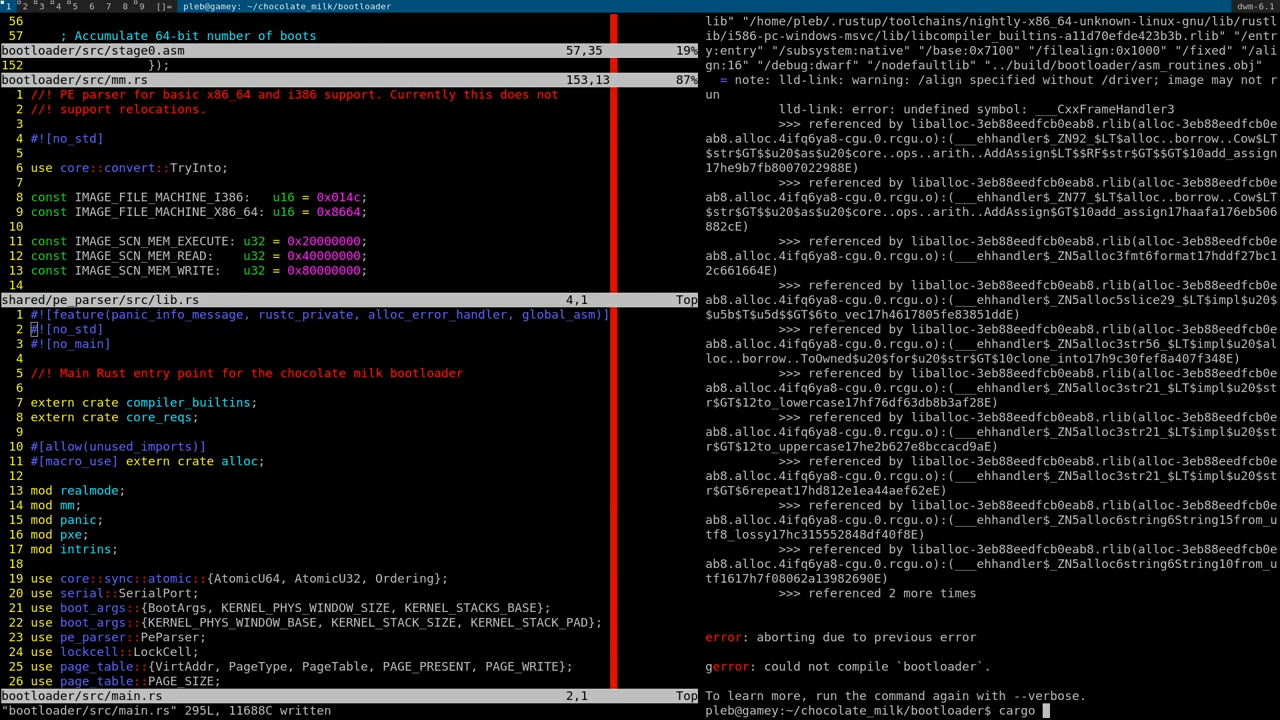 1 2 3 4 5 6 7 8 9 []= pleb@gamey: ~/chocolate_milk/bootloader dwm-6.1
56
57     ; Accumulate 64-bit number of boots
bootloader/src/stage0.asm 57,35 19%
152                 });
bootloader/src/mm.rs 153,13 87%
1 //! PE parser for basic x86_64 and i386 support. Currently this does not
2 //! support relocations.
3
4 #![no_std]
5
6 use core::convert::TryInto;
7
8 const IMAGE_FILE_MACHINE_I386:   u16 = 0x014c;
9 const IMAGE_FILE_MACHINE_X86_64: u16 = 0x8664;
10
11 const IMAGE_SCN_MEM_EXECUTE: u32 = 0x20000000;
12 const IMAGE_SCN_MEM_READ:    u32 = 0x40000000;
13 const IMAGE_SCN_MEM_WRITE:   u32 = 0x80000000;
14
shared/pe_parser/src/lib.rs 4,1 Top
1 #![feature(panic_info_message, rustc_private, alloc_error_handler, global_asm)]
2 #![no_std]
3 #![no_main]
4
5 //! Main Rust entry point for the chocolate milk bootloader
6
7 extern crate compiler_builtins;
8 extern crate core_reqs;
9
10 #[allow(unused_imports)]
11 #[macro_use] extern crate alloc;
12
13 mod realmode;
14 mod mm;
15 mod panic;
16 mod pxe;
17 mod intrins;
18
19 use core::sync::atomic::{AtomicU64, AtomicU32, Ordering};
20 use serial::SerialPort;
21 use boot_args::{BootArgs, KERNEL_PHYS_WINDOW_SIZE, KERNEL_STACKS_BASE};
22 use boot_args::{KERNEL_PHYS_WINDOW_BASE, KERNEL_STACK_SIZE, KERNEL_STACK_PAD};
23 use pe_parser::PeParser;
24 use lockcell::LockCell;
25 use page_table::{VirtAddr, PageType, PageTable, PAGE_PRESENT, PAGE_WRITE};
26 use page_table::PAGE_SIZE;
bootloader/src/main.rs 2,1 Top
"bootloader/src/main.rs" 295L, 11688C written
lib" "/home/pleb/.rustup/toolchains/nightly-x86_64-unknown-linux-gnu/lib/rustl
ib/i586-pc-windows-msvc/lib/libcompiler_builtins-a11d70efde423b3b.rlib" "/entr
y:entry" "/subsystem:native" "/base:0x7100" "/filealign:0x1000" "/fixed" "/ali
gn:16" "/debug:dwarf" "/nodefaultlib" "../build/bootloader/asm_routines.obj"
= note: lld-link: warning: /align specified without /driver; image may not r
un
lld-link: error: undefined symbol: ___CxxFrameHandler3
>>> referenced by liballoc-3eb88eedfcb0eab8.rlib(alloc-3eb88eedfcb0e
ab8.alloc.4ifq6ya8-cgu.0.rcgu.o):(___ehhandler$_ZN92_$LT$alloc..borrow..Cow$LT
$str$GT$$u20$as$u20$core..ops..arith..AddAssign$LT$$RF$str$GT$$GT$10add_assign
17he9b7fb8007022988E)
>>> referenced by liballoc-3eb88eedfcb0eab8.rlib(alloc-3eb88eedfcb0e
ab8.alloc.4ifq6ya8-cgu.0.rcgu.o):(___ehhandler$_ZN77_$LT$alloc..borrow..Cow$LT
$str$GT$$u20$as$u20$core..ops..arith..AddAssign$GT$10add_assign17haafa176eb506
882cE)
>>> referenced by liballoc-3eb88eedfcb0eab8.rlib(alloc-3eb88eedfcb0e
ab8.alloc.4ifq6ya8-cgu.0.rcgu.o):(___ehhandler$_ZN5alloc3fmt6format17hddf27bc1
2c661664E)
>>> referenced by liballoc-3eb88eedfcb0eab8.rlib(alloc-3eb88eedfcb0e
ab8.alloc.4ifq6ya8-cgu.0.rcgu.o):(___ehhandler$_ZN5alloc5slice29_$LT$impl$u20$
$u5b$T$u5d$$GT$6to_vec17h4617805fe83851ddE)
>>> referenced by liballoc-3eb88eedfcb0eab8.rlib(alloc-3eb88eedfcb0e
ab8.alloc.4ifq6ya8-cgu.0.rcgu.o):(___ehhandler$_ZN5alloc3str56_$LT$impl$u20$al
loc..borrow..ToOwned$u20$for$u20$str$GT$10clone_into17h9c30fef8a407f348E)
>>> referenced by liballoc-3eb88eedfcb0eab8.rlib(alloc-3eb88eedfcb0e
ab8.alloc.4ifq6ya8-cgu.0.rcgu.o):(___ehhandler$_ZN5alloc3str21_$LT$impl$u20$st
r$GT$12to_lowercase17hf76df63db8b3af28E)
>>> referenced by liballoc-3eb88eedfcb0eab8.rlib(alloc-3eb88eedfcb0e
ab8.alloc.4ifq6ya8-cgu.0.rcgu.o):(___ehhandler$_ZN5alloc3str21_$LT$impl$u20$st
r$GT$12to_uppercase17he2b627e8bccacd9aE)
>>> referenced by liballoc-3eb88eedfcb0eab8.rlib(alloc-3eb88eedfcb0e
ab8.alloc.4ifq6ya8-cgu.0.rcgu.o):(___ehhandler$_ZN5alloc3str21_$LT$impl$u20$st
r$GT$6repeat17hd812e1ea44aef62eE)
>>> referenced by liballoc-3eb88eedfcb0eab8.rlib(alloc-3eb88eedfcb0e
ab8.alloc.4ifq6ya8-cgu.0.rcgu.o):(___ehhandler$_ZN5alloc6string6String15from_u
tf8_lossy17hc315552848df40f8E)
>>> referenced by liballoc-3eb88eedfcb0eab8.rlib(alloc-3eb88eedfcb0e
ab8.alloc.4ifq6ya8-cgu.0.rcgu.o):(___ehhandler$_ZN5alloc6string6String10from_u
tf1617h7f08062a13982690E)
>>> referenced 2 more times
error: aborting due to previous error
gerror: could not compile `bootloader`.
To learn more, run the command again with --verbose.
pleb@gamey:~/chocolate_milk/bootloader$ cargo